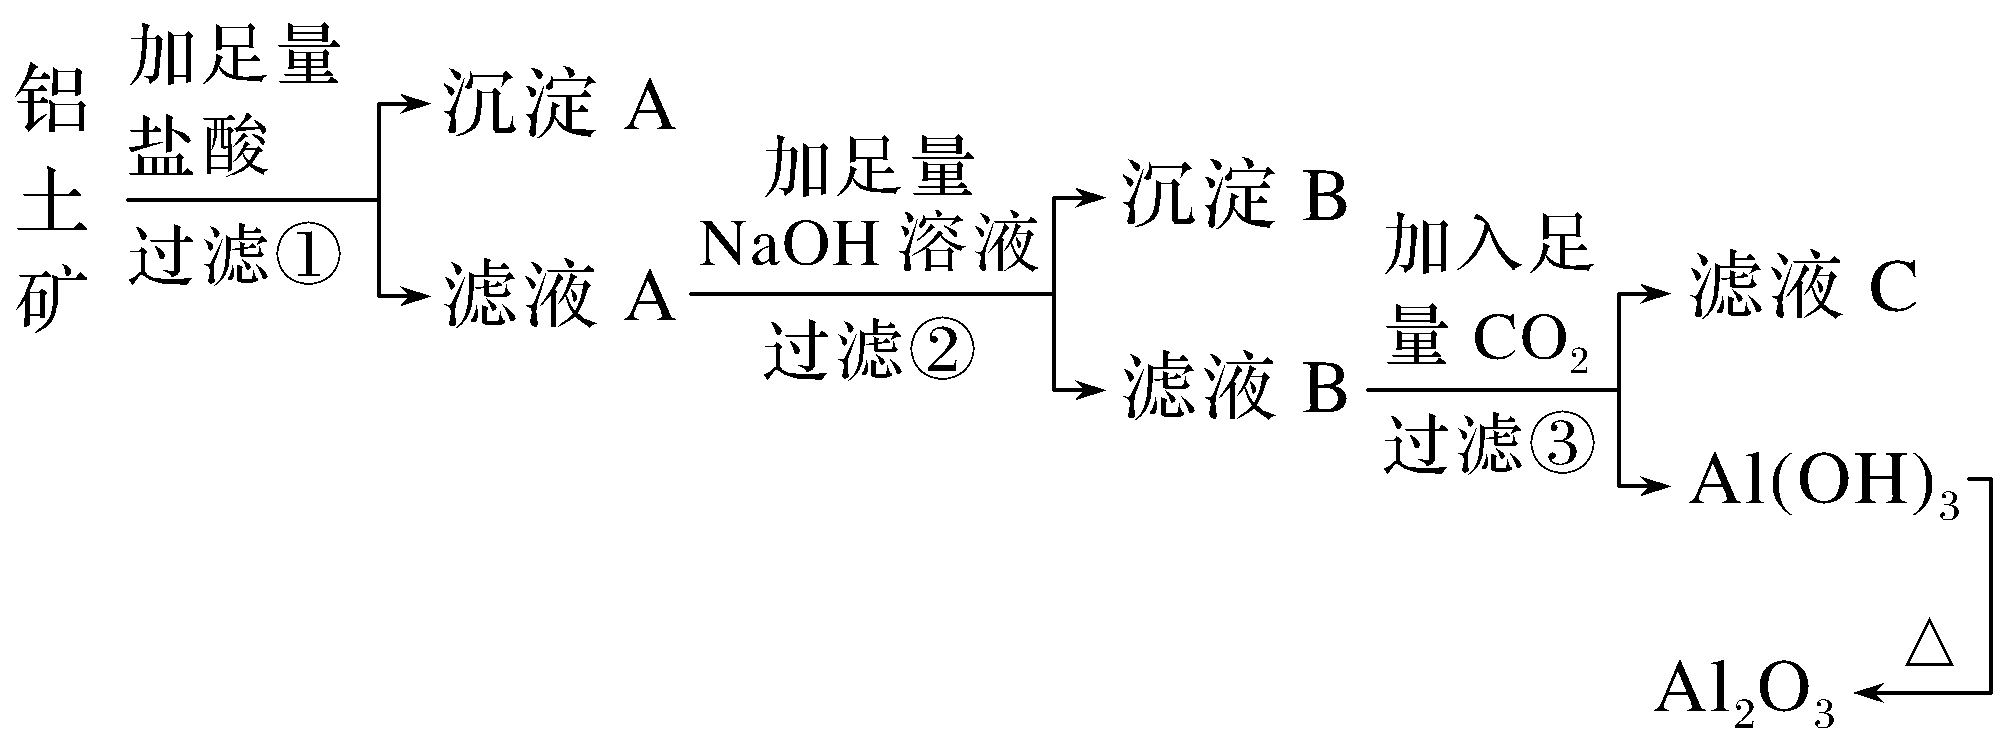 铝土矿
加足量
盐酸
过滤①
沉淀 A
滤液 A
加足量
NaOH 溶液
过滤②
沉淀 B
滤液 B
加入足
量 CO₂
过滤③
滤液 C
Al(OH)₃
△
Al₂O₃